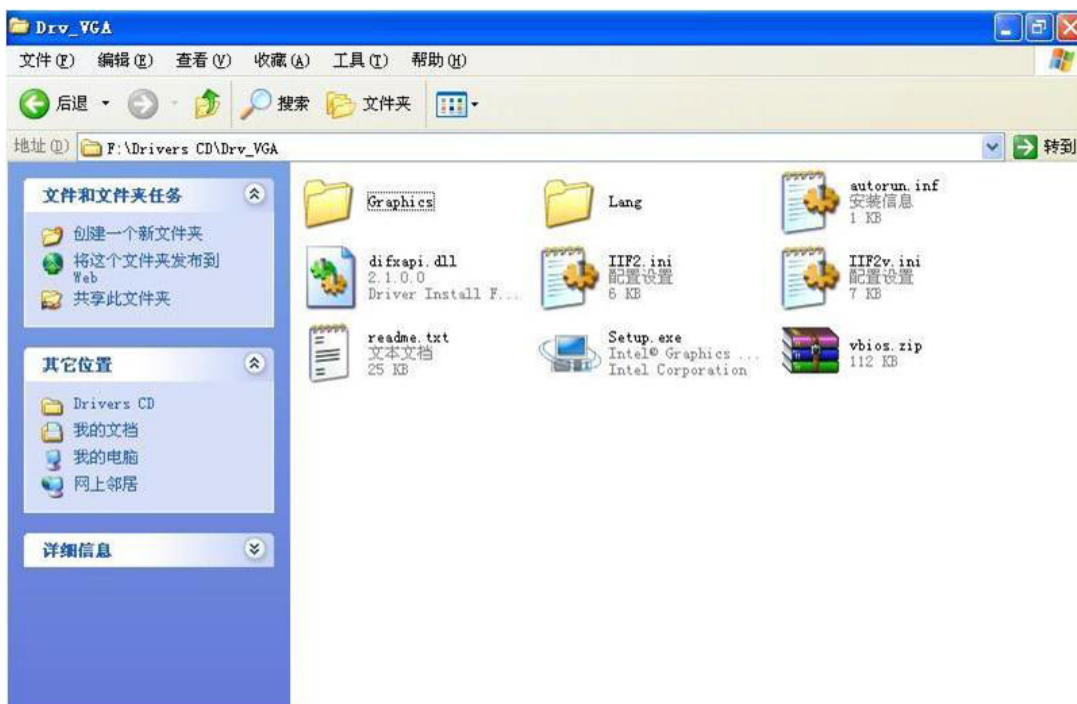 Drv_VGA
文件(F) 编辑(E) 查看(V) 收藏(A) 工具(T) 帮助(H)
后退 搜索 文件夹
地址(D) F:\Drivers CD\Drv_VGA 转到
文件和文件夹任务
创建一个新文件夹
将这个文件夹发布到
Web
共享此文件夹
其它位置
Drivers CD
我的文档
我的电脑
网上邻居
详细信息
Graphics
Lang
autorun.inf
安装信息
1 KB
difxapi.dll
2.1.0.0
Driver Install F...
IIF2.ini
配置设置
6 KB
IIF2v.ini
配置设置
7 KB
readme.txt
文本文档
25 KB
Setup.exe
Intel® Graphics ...
Intel Corporation
vbios.zip
112 KB